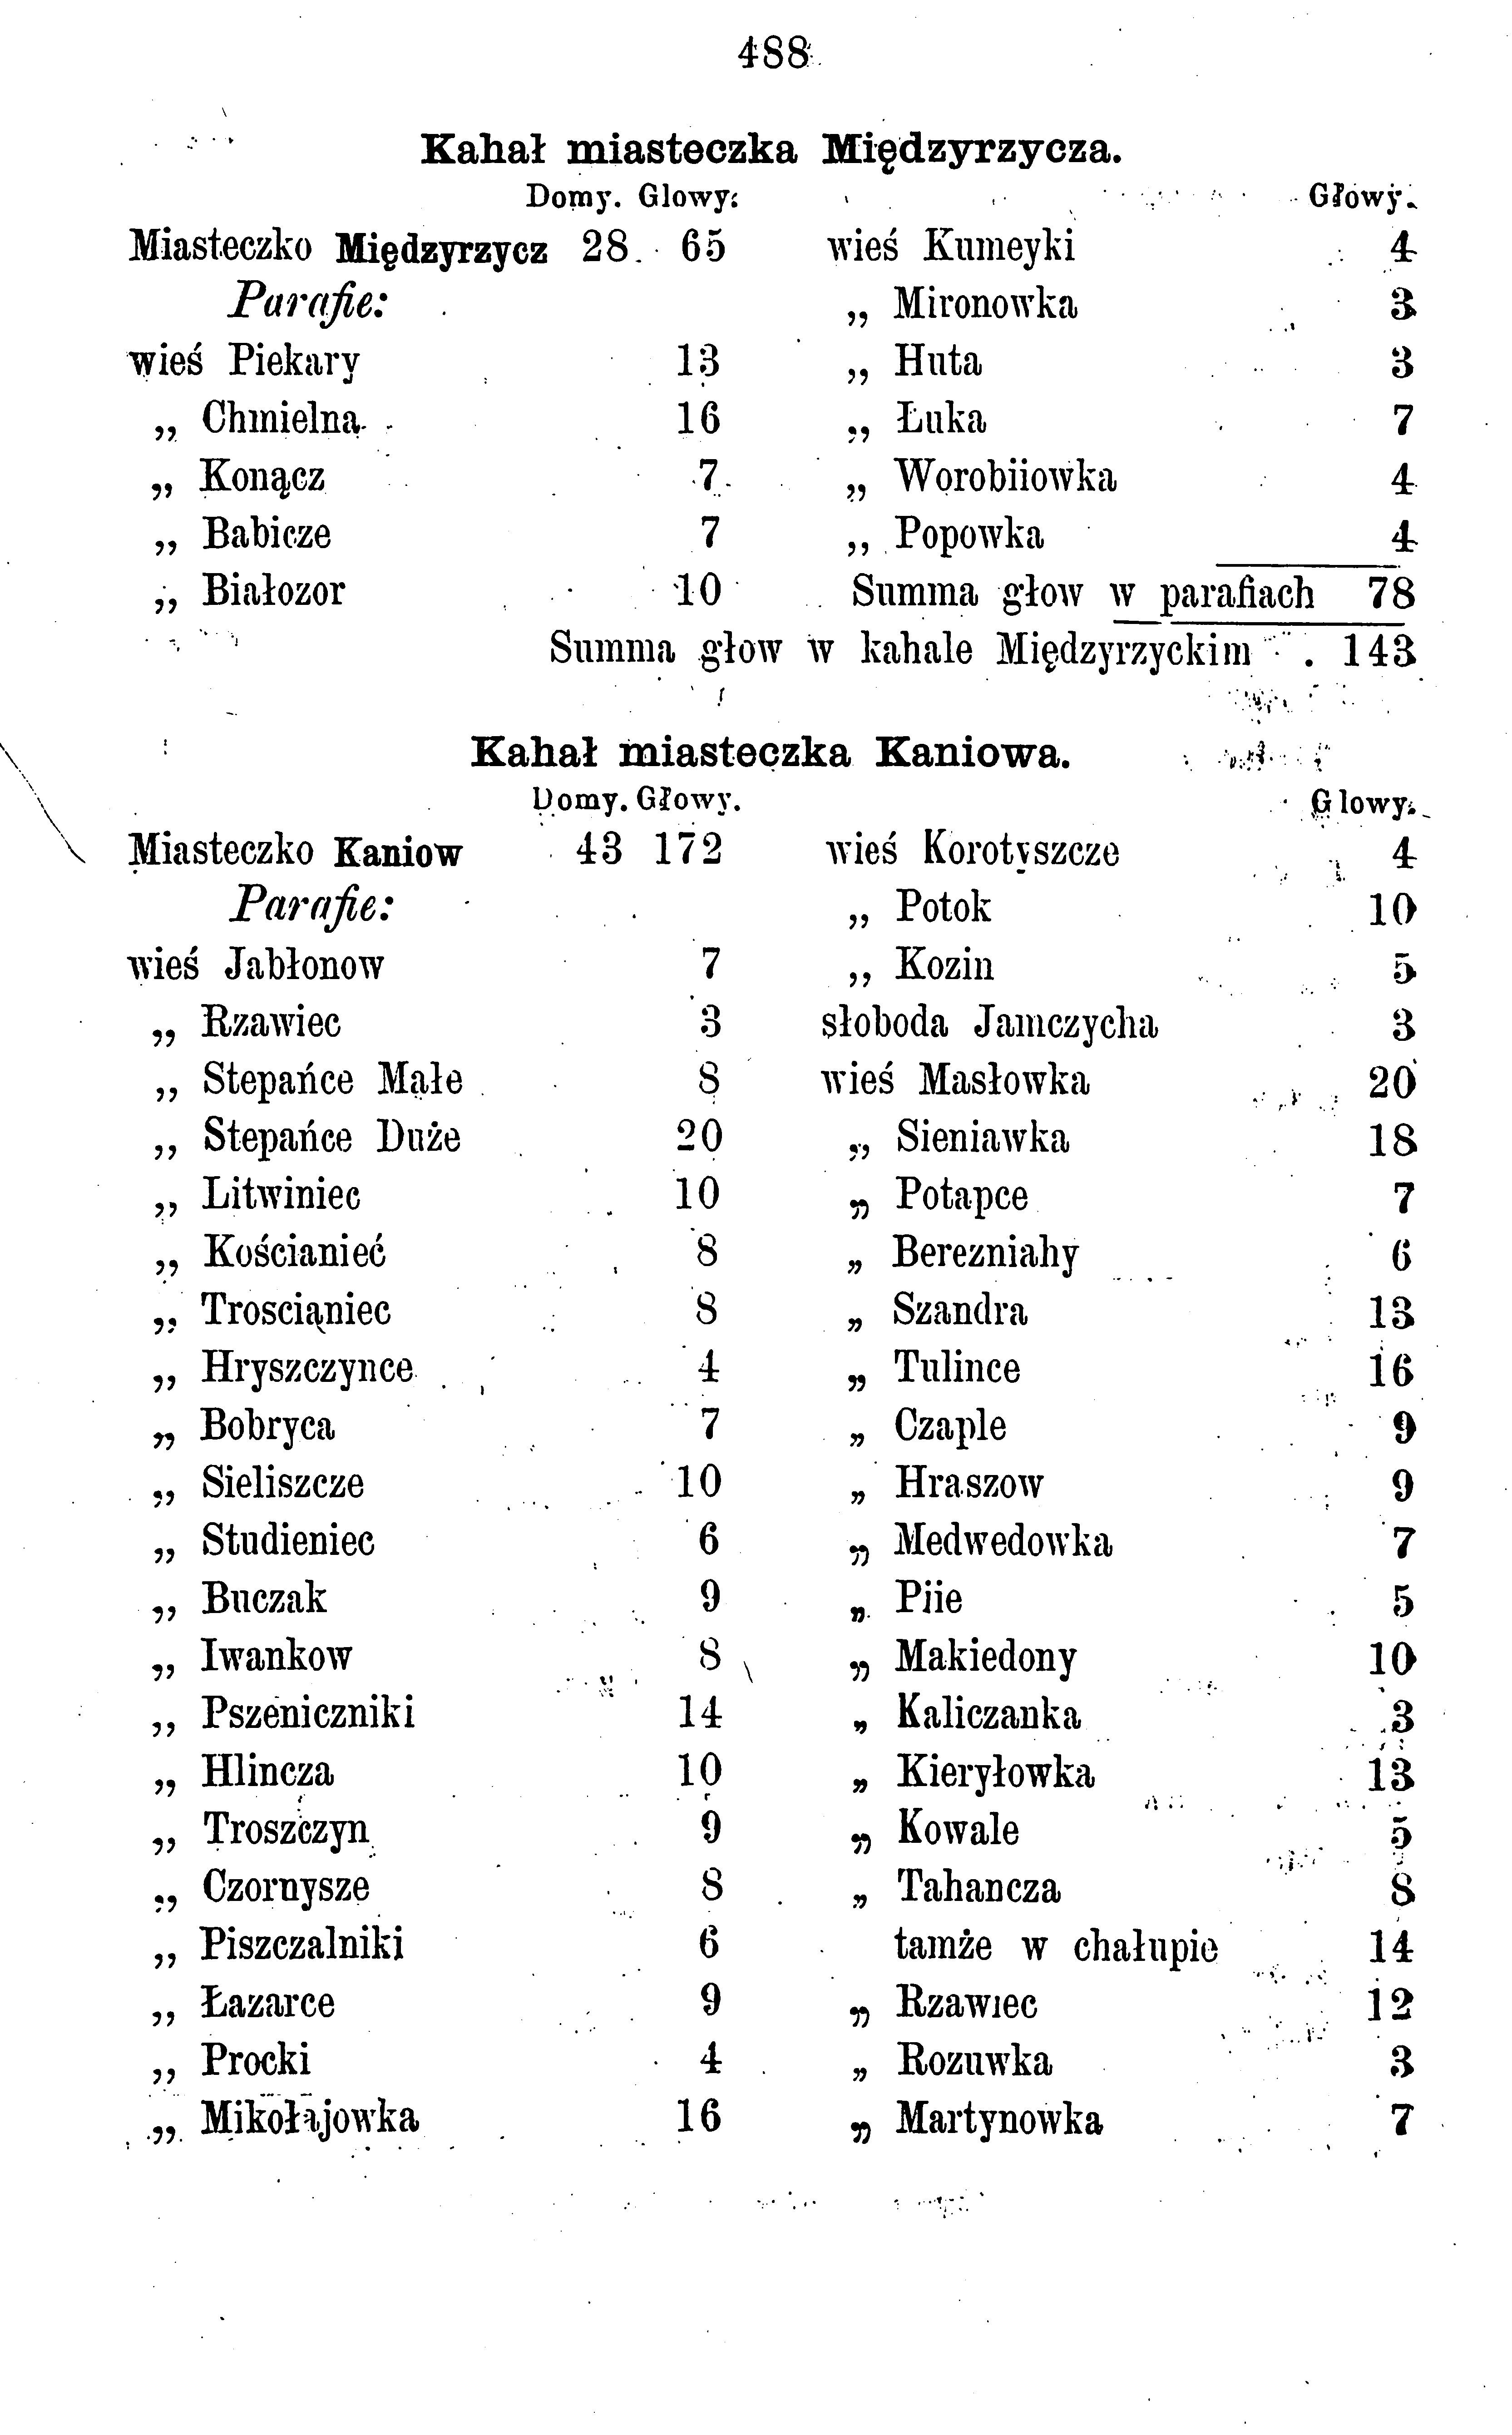 488
Kahał miasteczka Międzyrzycza.
Domy. Glowy:
Miasteczko Międzyrzycz 28. 65
Parafie:
wieś Piekary 13
„ Chmielna 16
„ Konącz 7
„ Babicze 7
„ Białozor 10
Głowy.
wieś Kumeyki 4
„ Mironowka 3
„ Huta 3
„ Łuka 7
„ Worobiiowka 4
„ Popowka 4
Summa głow w parafiach 78
Summa głow w kahale Międzyrzyckim . 143
Kahał miasteczka Kaniowa.
Domy. Głowy.
Miasteczko Kaniow 43 172
Parafie:
wieś Jabłonow 7
„ Rzawiec 3
„ Stepańce Małe 8
„ Stepańce Duże 20
„ Litwiniec 10
„ Kościanieć 8
„ Trosciąniec 8
„ Hryszczynce 4
„ Bobryca 7
„ Sieliszcze 10
„ Studieniec 6
„ Buczak 9
„ Iwankow 8
„ Pszeniczniki 14
„ Hlincza 10
„ Troszczyn 9
„ Czornysze 8
„ Piszczalniki 6
„ Łazarce 9
„ Procki 4
„ Mikołajowka 16
Glowy.
wieś Korotyszcze 4
„ Potok 10
„ Kozin 5
słoboda Jamczycha 3
wieś Masłowka 20
„ Sieniawka 18
„ Potapce 7
„ Berezniahy 6
„ Szandra 13
„ Tulince 16
„ Czaple 9
„ Hraszow 9
„ Medwedowka 7
„ Piie 5
„ Makiedony 10
„ Kaliczanka 3
„ Kieryłowka 13
„ Kowale 5
„ Tahancza 8
tamże w chałupie 14
„ Rzawiec 12
„ Rozuwka 3
„ Martynowka 7